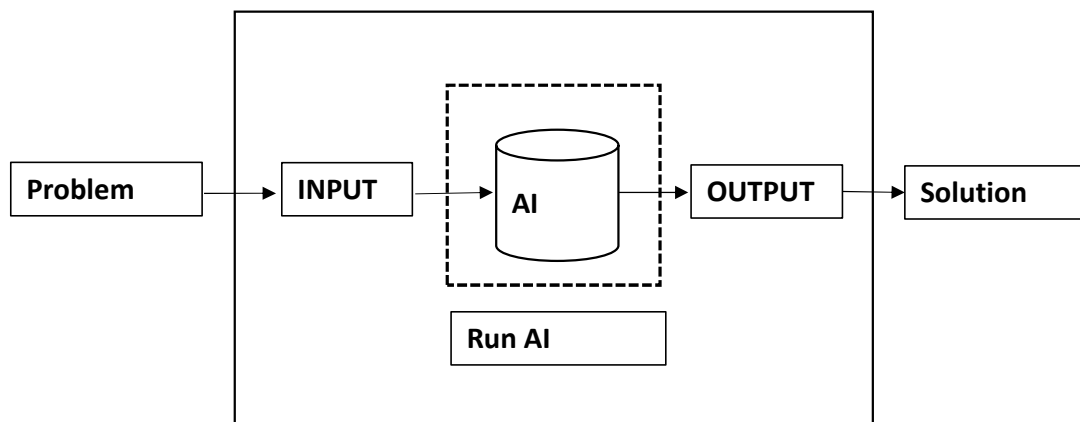 Problem
INPUT
AI
OUTPUT
Solution
Run AI